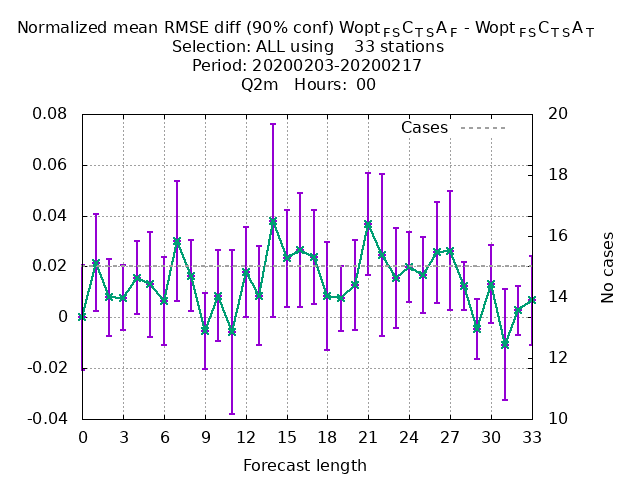 Normalized mean RMSE diff (90% conf) Wopt FS C T S A F - Wopt FS C T S A T
Selection: ALL using 33 stations
Period: 20200203-20200217
Q2m Hours: 00
Cases
0.08
0.06
0.04
0.02
0
-0.02
-0.04
20
18
16
14
12
10
No cases
0 3 6 9 12 15 18 21 24 27 30 33
Forecast length